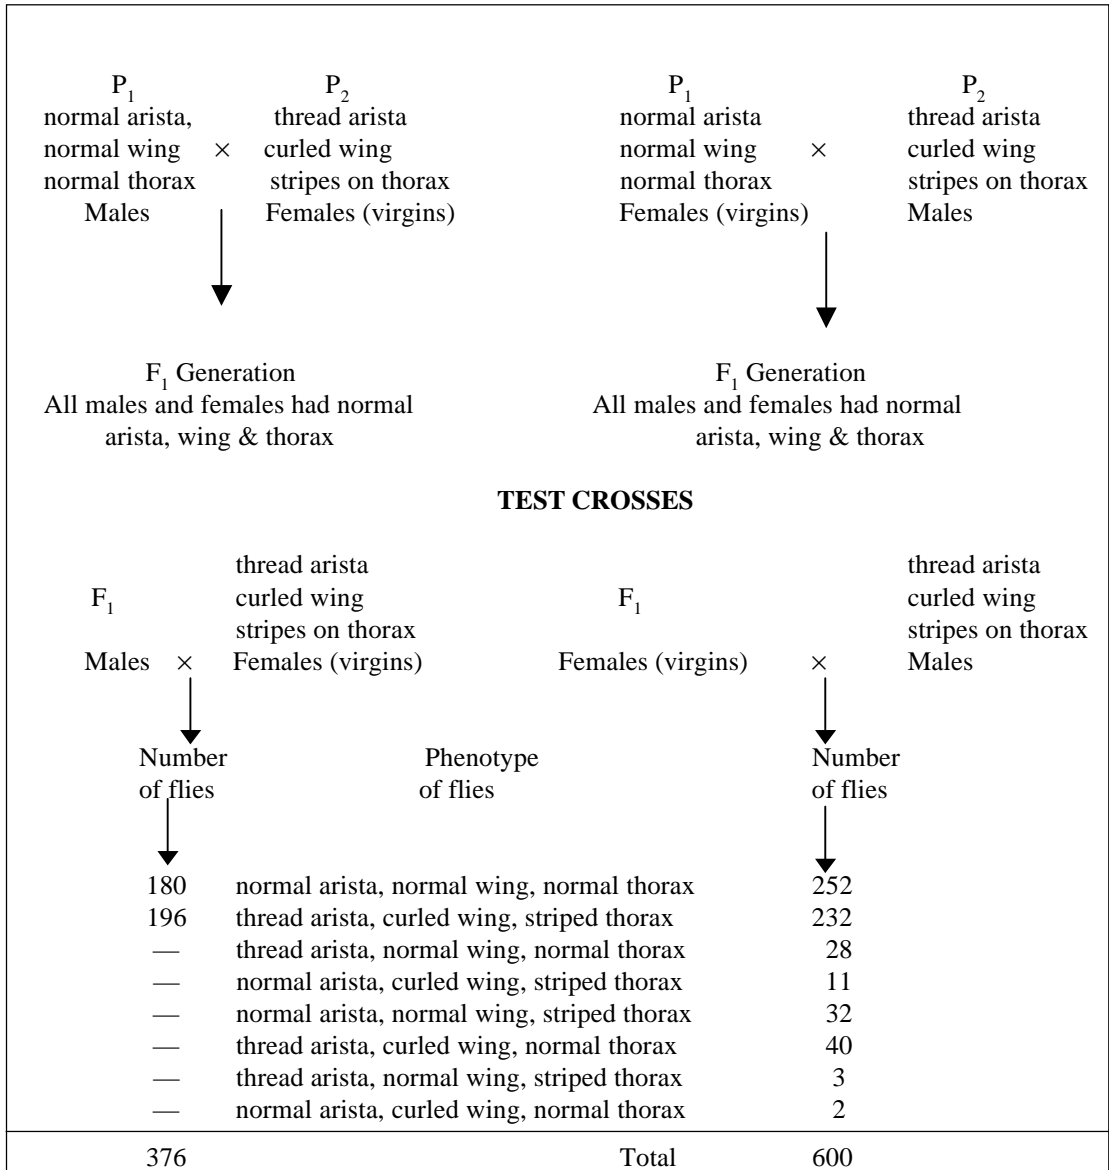 P1 P2 P1 P2
normal arista, thread arista normal arista thread arista
normal wing × curled wing normal wing × curled wing
normal thorax stripes on thorax normal thorax stripes on thorax
Males Females (virgins) Females (virgins) Males
F1 Generation F1 Generation
All males and females had normal All males and females had normal
arista, wing & thorax arista, wing & thorax
TEST CROSSES
thread arista thread arista
F1 curled wing F1 curled wing
stripes on thorax stripes on thorax
Males × Females (virgins) Females (virgins) × Males
Number Phenotype Number
of flies of flies of flies
180 normal arista, normal wing, normal thorax 252
196 thread arista, curled wing, striped thorax 232
— thread arista, normal wing, normal thorax 28
— normal arista, curled wing, striped thorax 11
— normal arista, normal wing, striped thorax 32
— thread arista, curled wing, normal thorax 40
— thread arista, normal wing, striped thorax 3
— normal arista, curled wing, normal thorax 2
376 Total 600